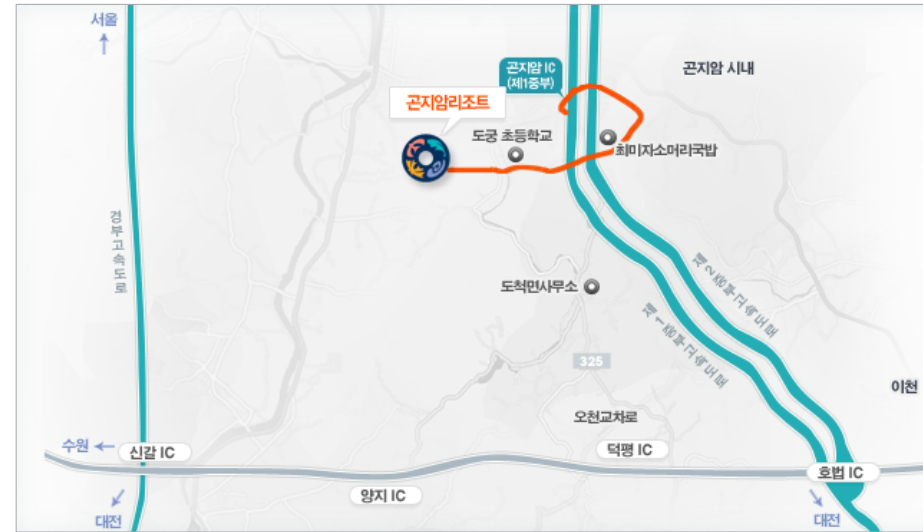 서울
곤지암 IC
(제1중부)
곤지암 시내
곤지암리조트
도궁 초등학교
최미자소머리국밥
경부고속도로
제2중부고속도로
도척면사무소
제1중부고속도로
325
이천
오천교차로
수원
신갈 IC
덕평 IC
호법 IC
양지 IC
대전
대전